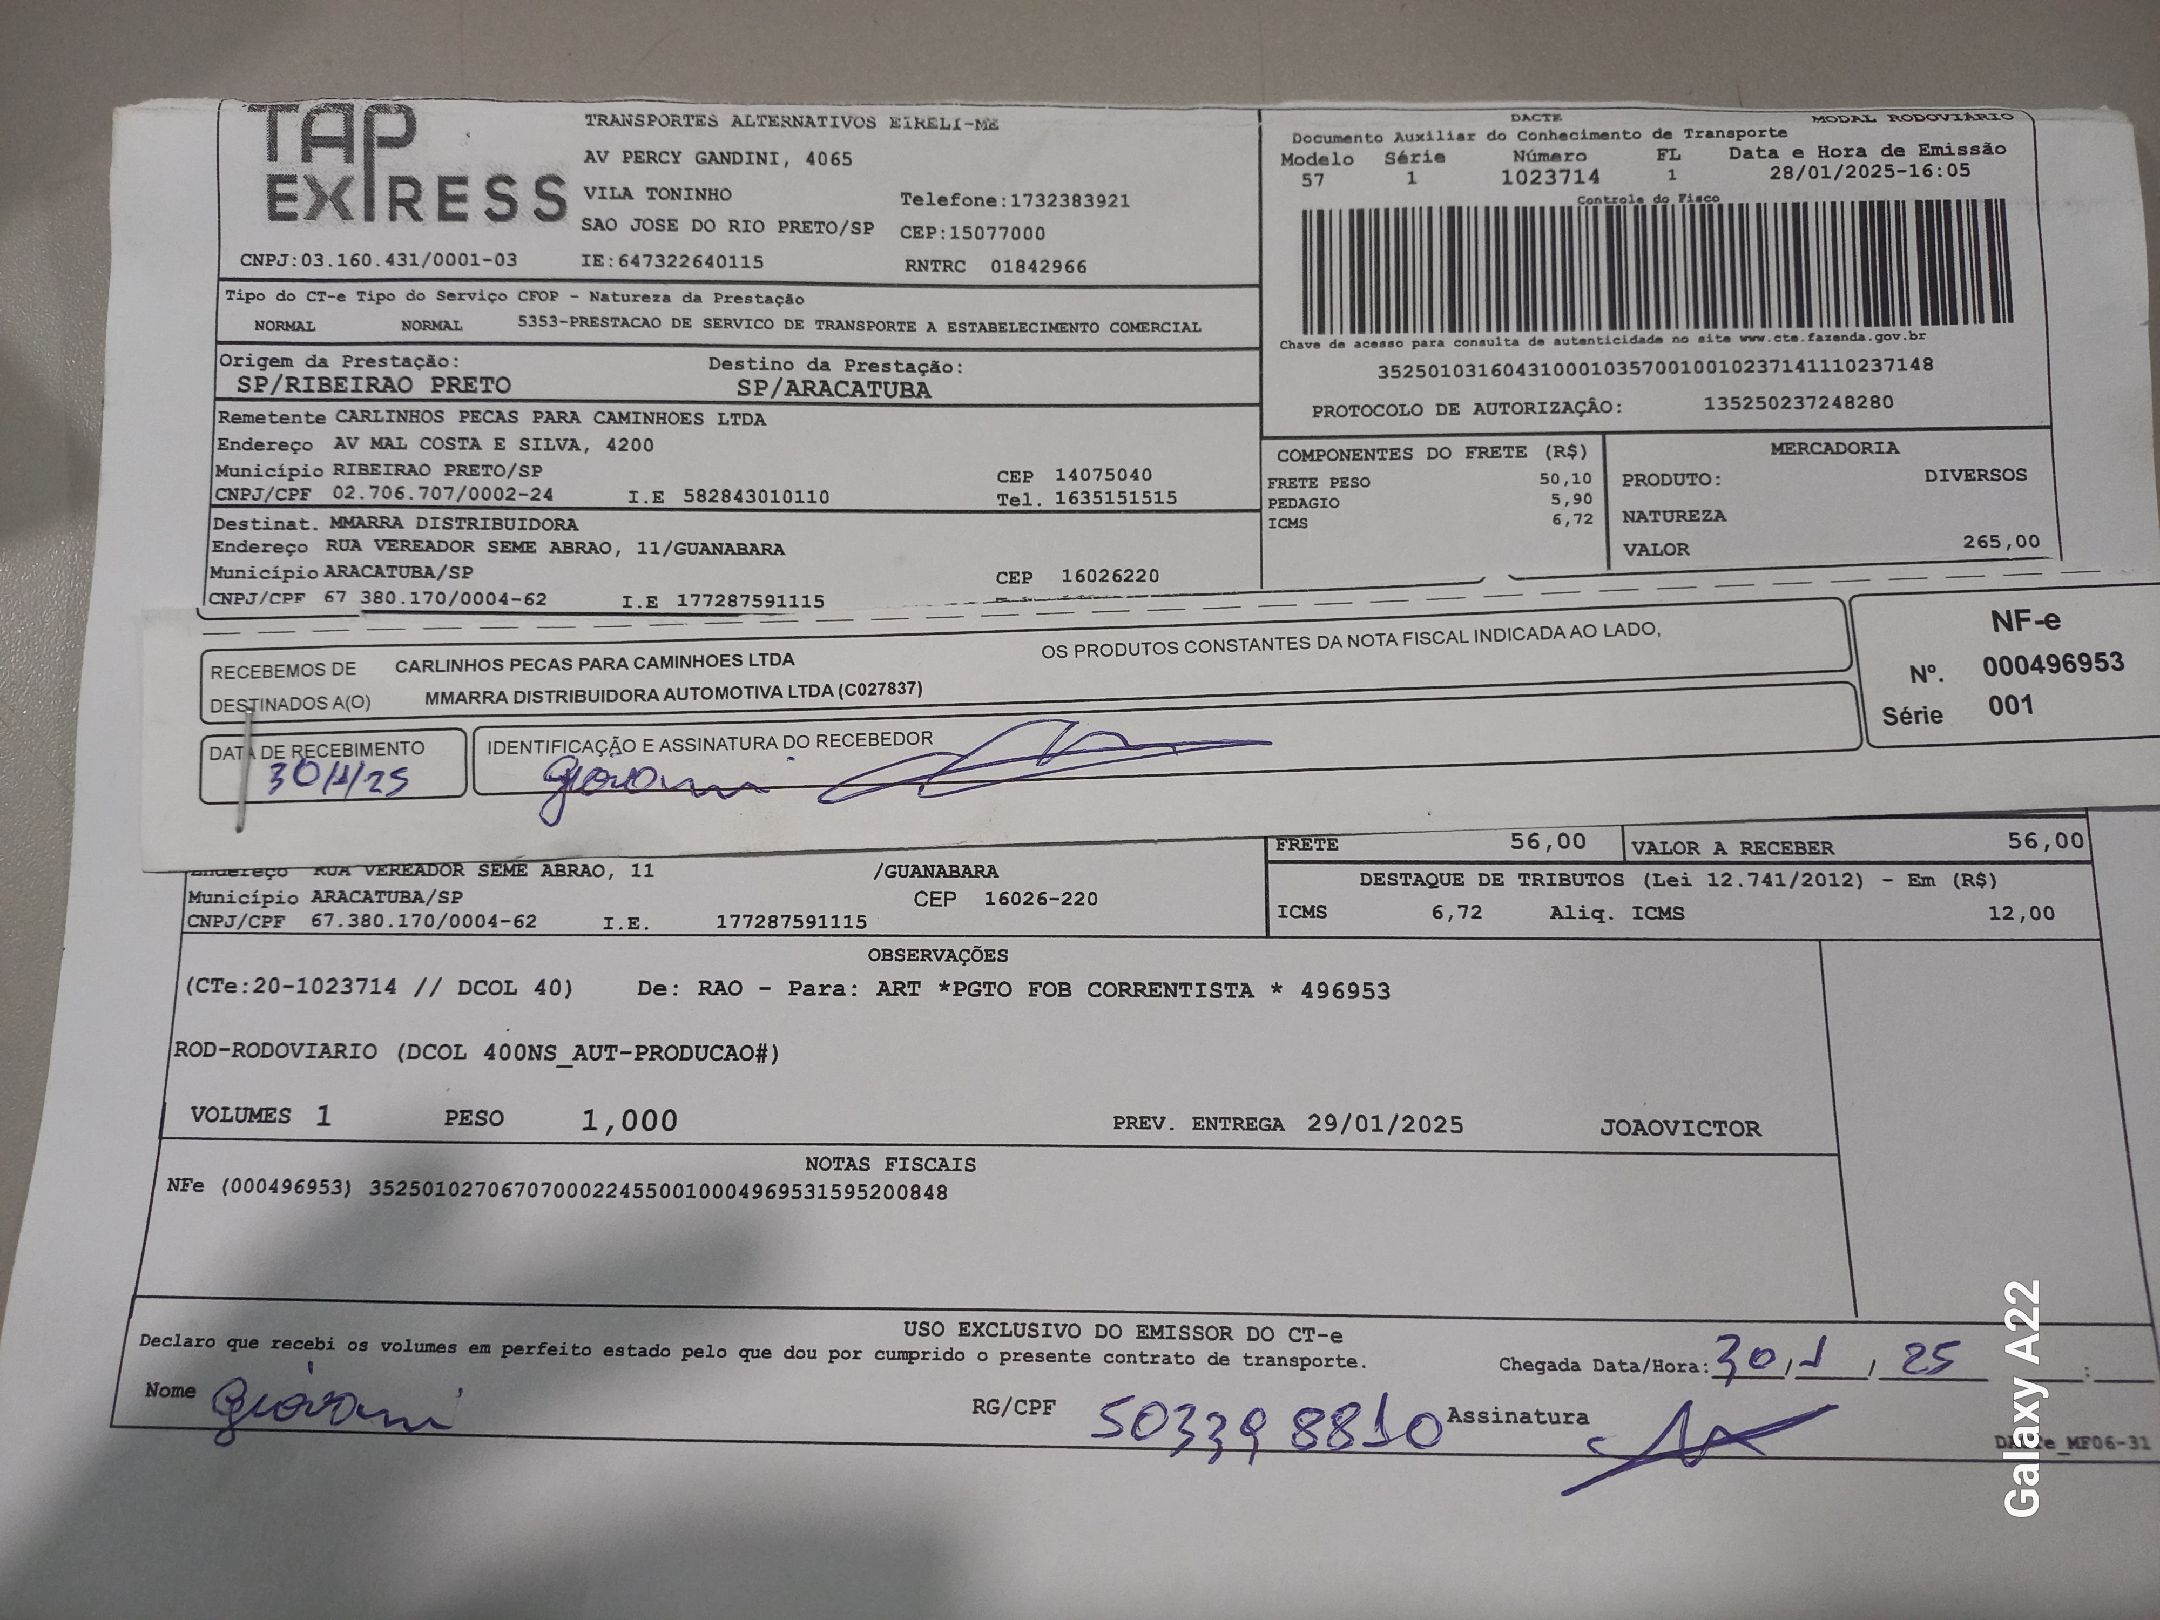 TAP EXPRESS
TRANSPORTES ALTERNATIVOS EIRELI-ME
AV PERCY GANDINI, 4065
VILA TONINHO
Telefone:1732383921
SAO JOSE DO RIO PRETO/SP CEP:15077000
CNPJ:03.160.431/0001-03 IE:647322640115 RNTRC 01842966
DACTE MODAL RODOVIÁRIO
Documento Auxiliar do Conhecimento de Transporte
Modelo Série Número FL Data e Hora de Emissão
57 1 1023714 1 28/01/2025-16:05
Controle do Fisco
Chave de acesso para consulta de autenticidade no site www.cte.fazenda.gov.br
35250103160431000103570010010237141110237148
PROTOCOLO DE AUTORIZAÇÃO: 135250237248280
Tipo do CT-e Tipo do Serviço CFOP - Natureza da Prestação
NORMAL NORMAL 5353-PRESTACAO DE SERVICO DE TRANSPORTE A ESTABELECIMENTO COMERCIAL
Origem da Prestação: Destino da Prestação:
SP/RIBEIRAO PRETO SP/ARACATUBA
Remetente CARLINHOS PECAS PARA CAMINHOES LTDA
Endereço AV MAL COSTA E SILVA, 4200
Município RIBEIRAO PRETO/SP CEP 14075040
CNPJ/CPF 02.706.707/0002-24 I.E 582843010110 Tel. 1635151515
Destinat. MMARRA DISTRIBUIDORA
Endereço RUA VEREADOR SEME ABRAO, 11/GUANABARA
Município ARACATUBA/SP CEP 16026220
CNPJ/CPF 67 380.170/0004-62 I.E 177287591115
COMPONENTES DO FRETE (R$)
FRETE PESO 50,10
PEDAGIO 5,90
ICMS 6,72
MERCADORIA
PRODUTO: DIVERSOS
NATUREZA
VALOR 265,00
RECEBEMOS DE CARLINHOS PECAS PARA CAMINHOES LTDA OS PRODUTOS CONSTANTES DA NOTA FISCAL INDICADA AO LADO,
DESTINADOS A(O) MMARRA DISTRIBUIDORA AUTOMOTIVA LTDA (C027837)
NF-e
Nº. 000496953
Série 001
DATA DE RECEBIMENTO
30/1/25
IDENTIFICAÇÃO E ASSINATURA DO RECEBEDOR
Giovani
FRETE 56,00 VALOR A RECEBER 56,00
Endereço RUA VEREADOR SEME ABRAO, 11 /GUANABARA
Município ARACATUBA/SP CEP 16026-220
CNPJ/CPF 67.380.170/0004-62 I.E. 177287591115
DESTAQUE DE TRIBUTOS (Lei 12.741/2012) - Em (R$)
ICMS 6,72 Aliq. ICMS 12,00
OBSERVAÇÕES
(CTe:20-1023714 // DCOL 40) De: RAO - Para: ART *PGTO FOB CORRENTISTA * 496953
ROD-RODOVIARIO (DCOL 400NS_AUT-PRODUCAO#)
VOLUMES 1 PESO 1,000 PREV. ENTREGA 29/01/2025 JOAOVICTOR
NOTAS FISCAIS
NFe (000496953) 35250102706707000224550010004969531595200848
USO EXCLUSIVO DO EMISSOR DO CT-e
Declaro que recebi os volumes em perfeito estado pelo que dou por cumprido o presente contrato de transporte.
Chegada Data/Hora: 30/1/25 :
Nome Giovani RG/CPF 503398810 Assinatura
MF06-31
Galaxy A22